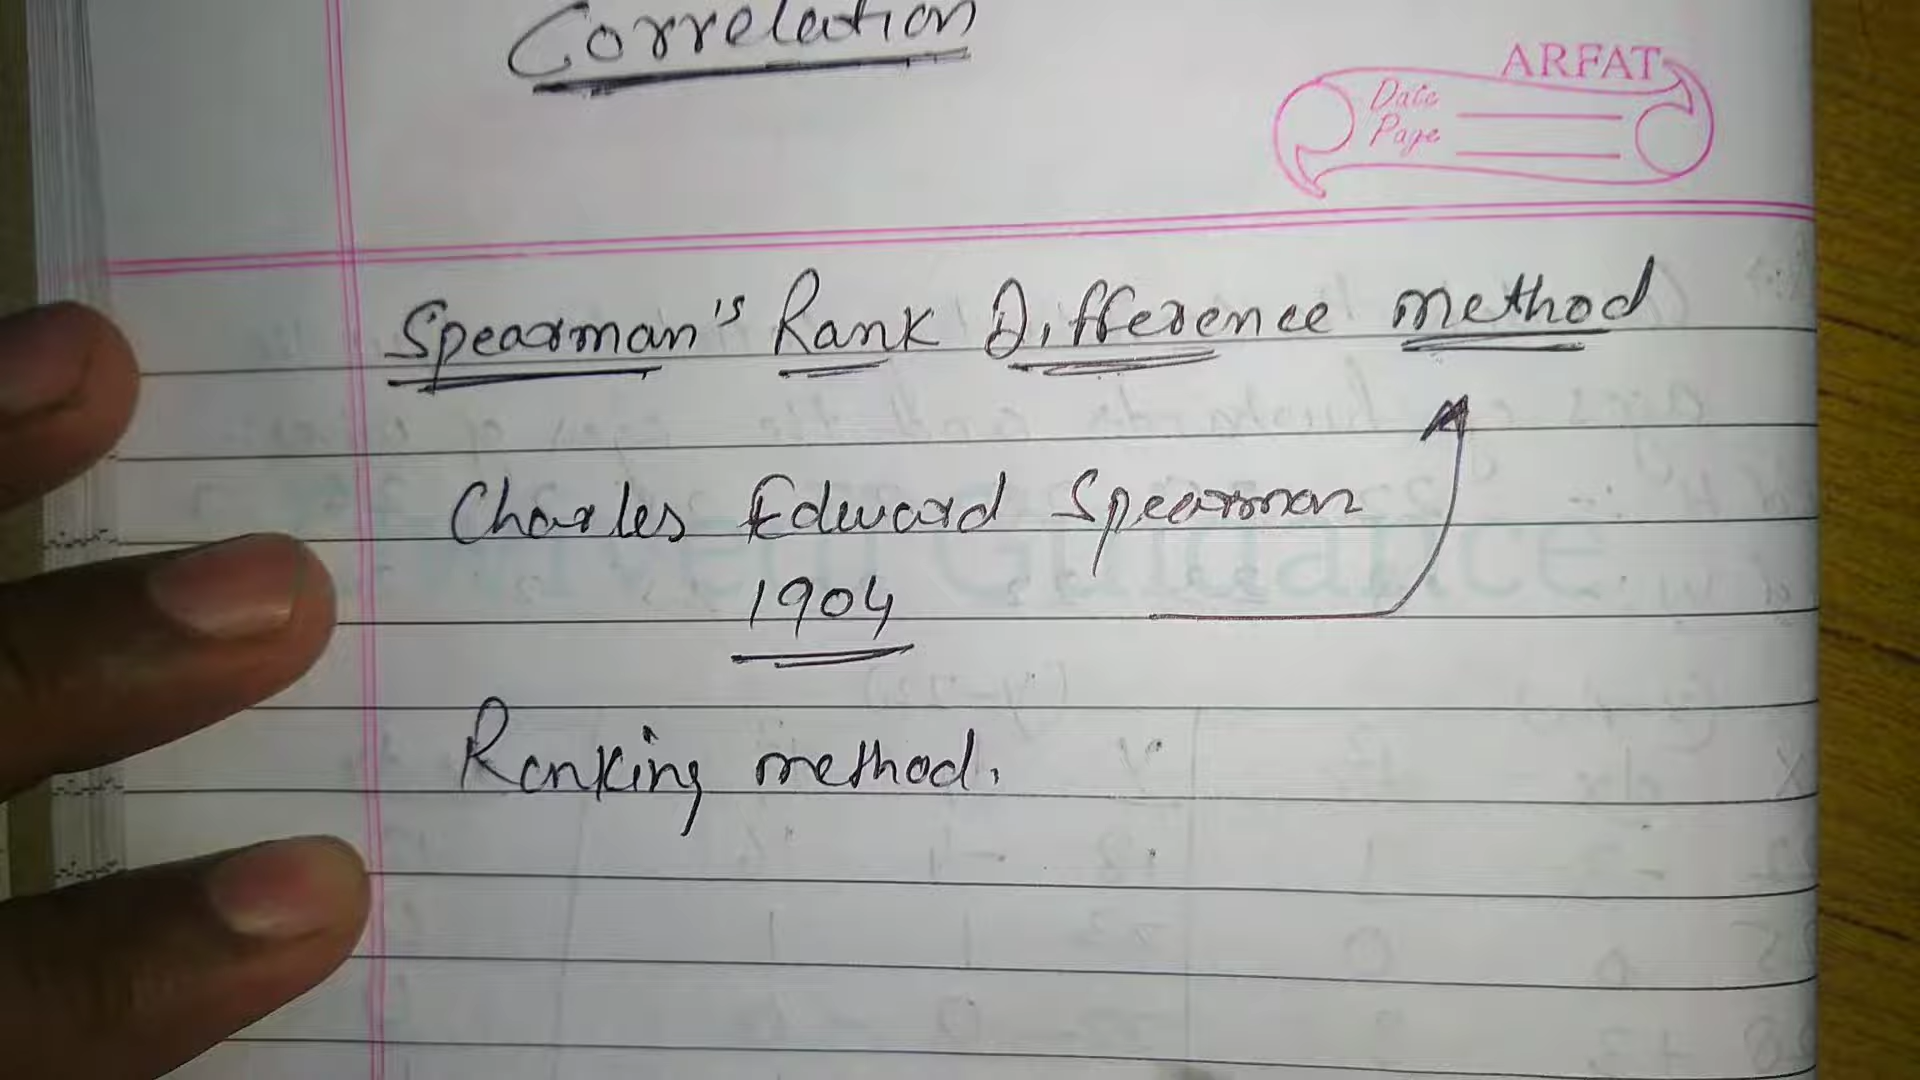 Correlation
ARFAT
Date
Page
Spearman's Rank Difference method
Charles Edward Spearman
1904
Ranking method.